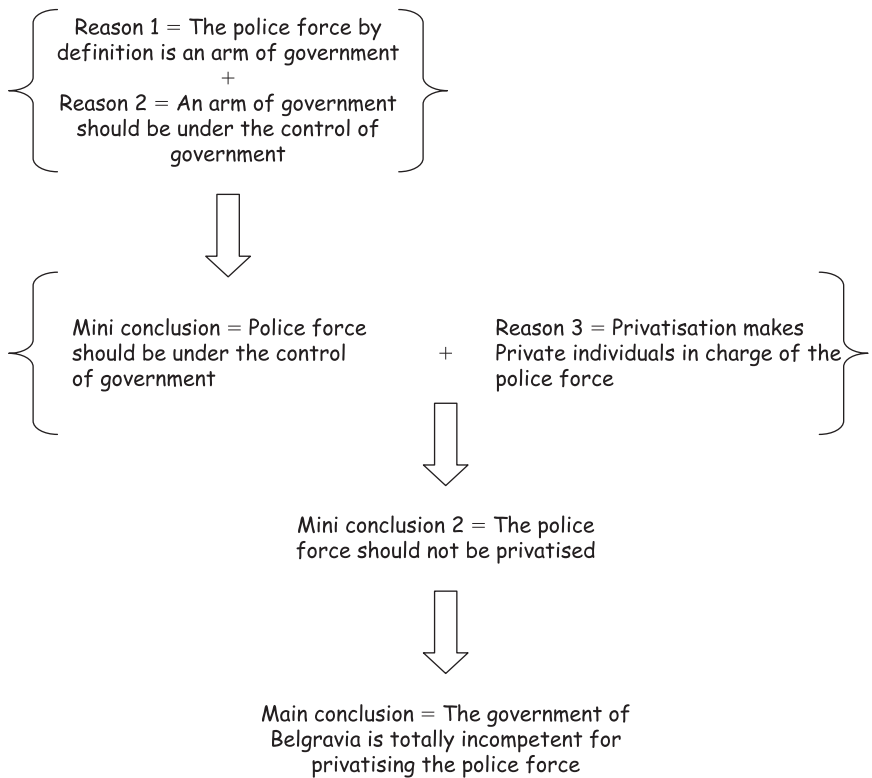 Reason 1 = The police force by
definition is an arm of government
+
Reason 2 = An arm of government
should be under the control of
government
Mini conclusion = Police force
should be under the control
of government
+
Reason 3 = Privatisation makes
Private individuals in charge of the
police force
Mini conclusion 2 = The police
force should not be privatised
Main conclusion = The government of
Belgravia is totally incompetent for
privatising the police force